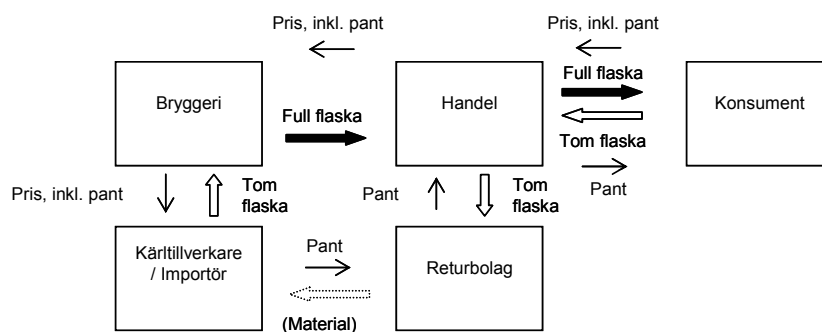 Pris, inkl. pant
Pris, inkl. pant
Bryggeri
Full flaska
Handel
Full flaska
Tom flaska
Pant
Konsument
Pris, inkl. pant
Tom
flaska
Pant
Tom
flaska
Kärltillverkare
/ Importör
Pant
(Material)
Returbolag